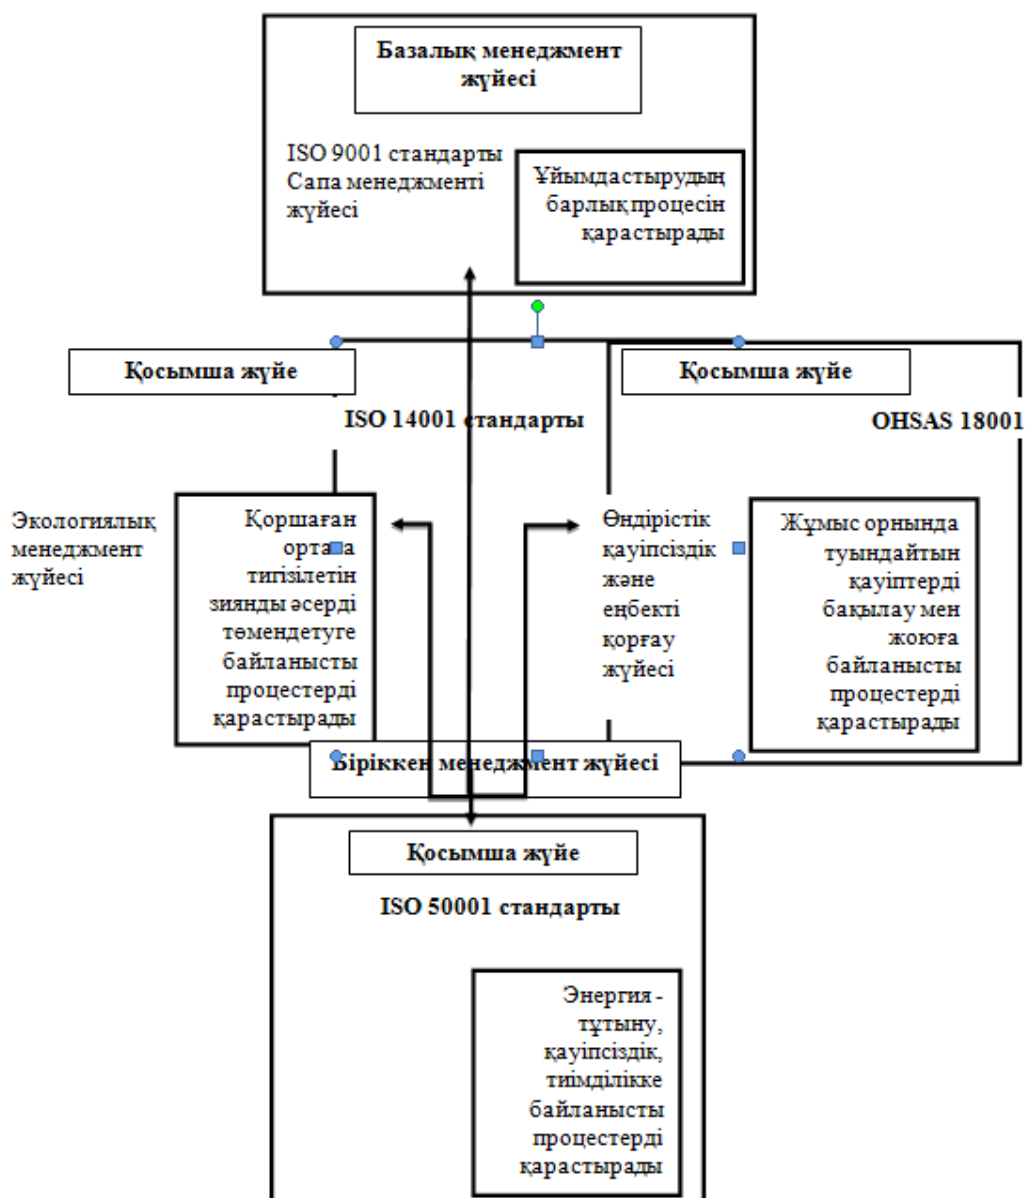 Базалық менеджмент
жүйесі
ISO 9001 стандарты
Сапа менеджменті
жүйесі
Ұйымдастырудың
барлық процесін
қарастырады
Қосымша жүйе
ISO 14001 стандарты
Экологиялық
менеджмент
жүйесі
Қоршаған
ортаға
тигізілетін
зиянды әсерді
төмендетуге
байланысты
процестерді
қарастырады
Қосымша жүйе
OHSAS 18001
Өндірістік
қауіпсіздік
және
еңбекті
қорғау
жүйесі
Жұмыс орнында
туындайтын
қауіптерді
бақылау мен
жоюға
байланысты
процестерді
қарастырады
Біріккен менеджмент жүйесі
Қосымша жүйе
ISO 50001 стандарты
Энергия -
тұтыну,
қауіпсіздік,
тиімділікке
байланысты
процестерді
қарастырады